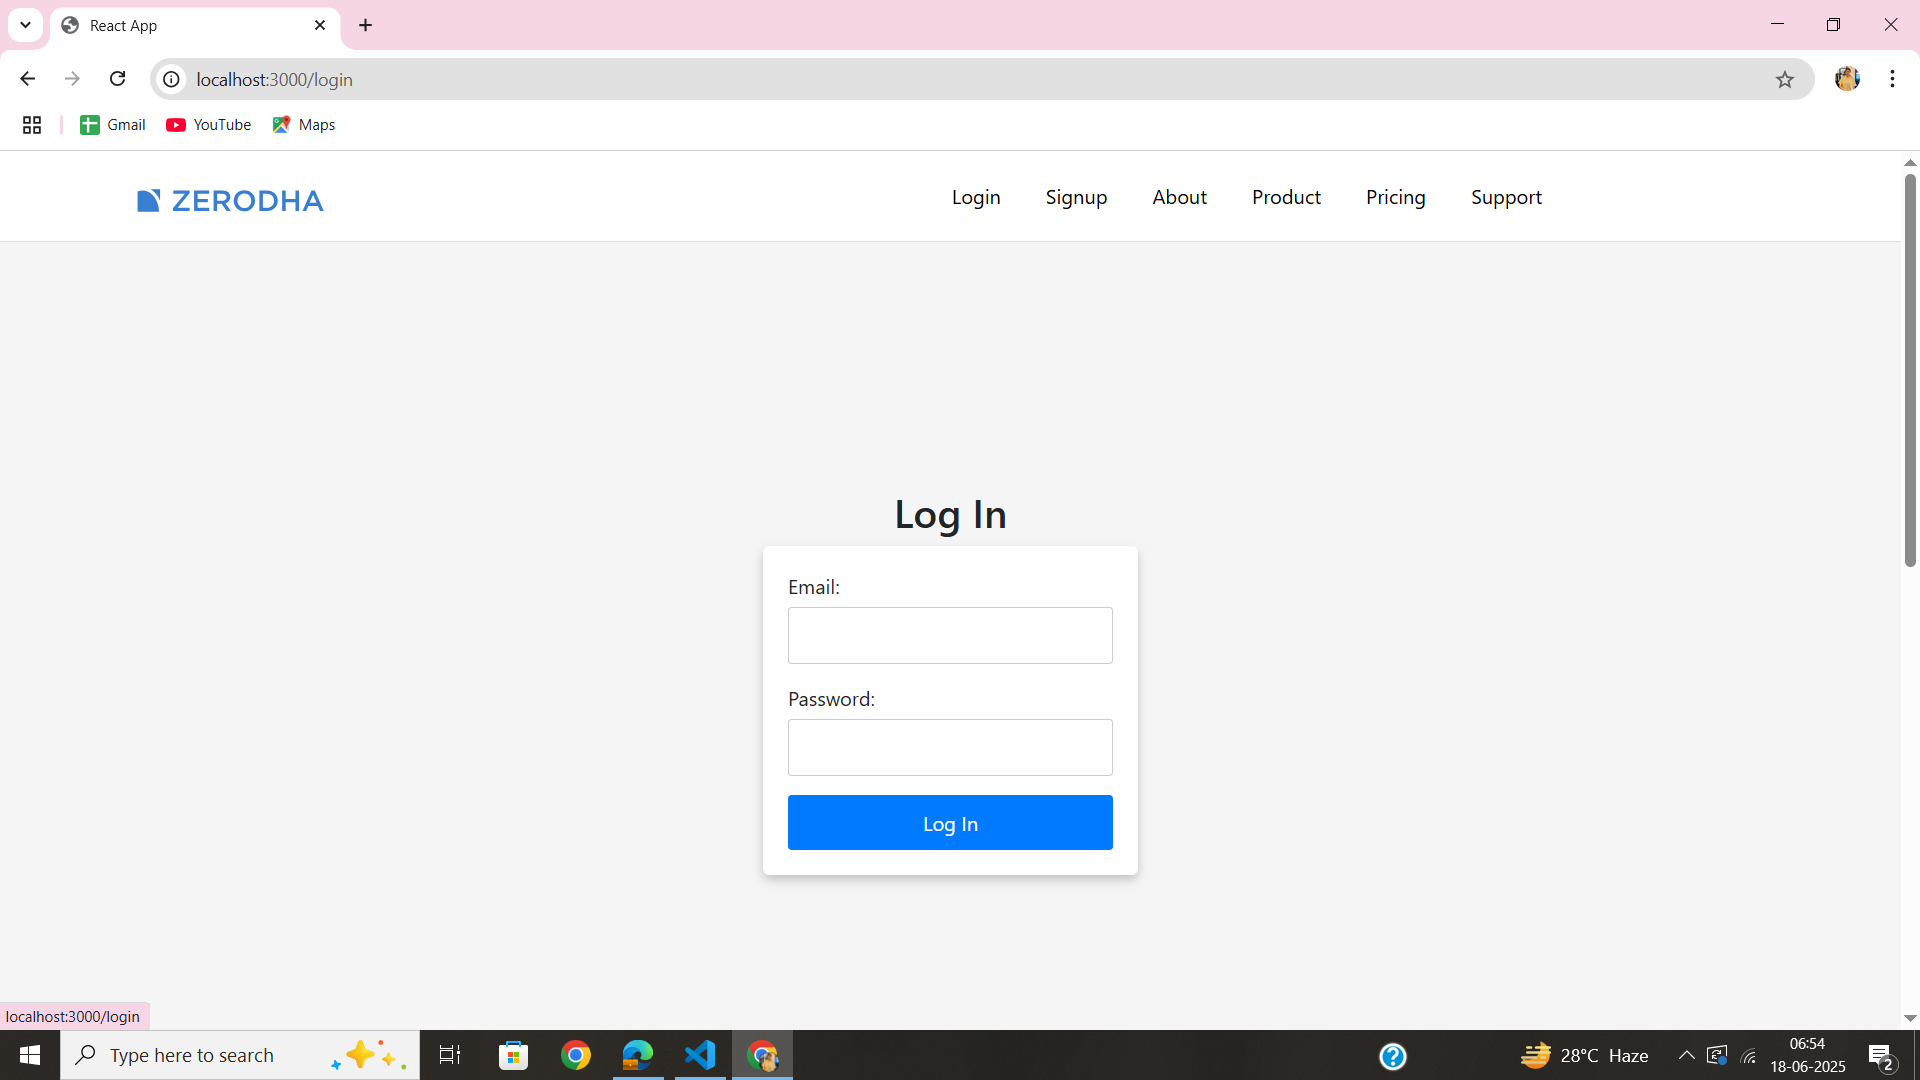 React App
localhost:3000/login
Gmail YouTube Maps
ZERODHA Login Signup About Product Pricing Support
Log In
Email:
Password:
Log In
localhost:3000/login
Type here to search 28°C Haze 06:54
18-06-2025 2